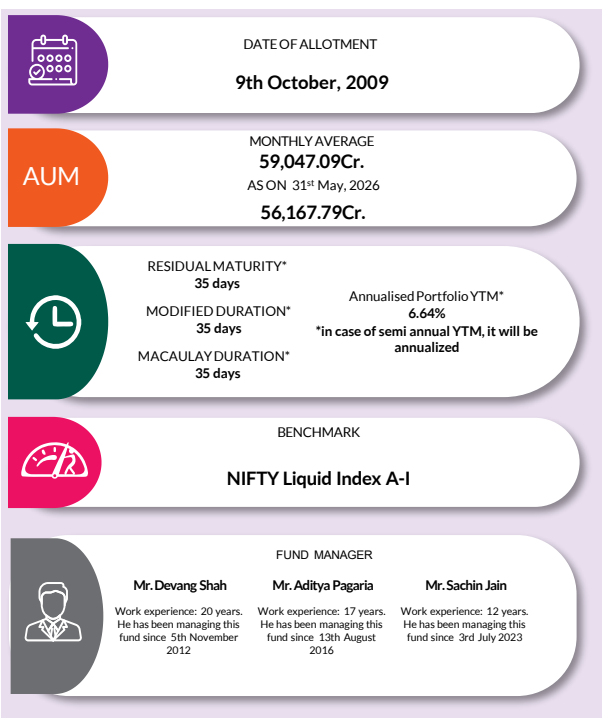 DATE OF ALLOTMENT
9th October, 2009
AUM
MONTHLY AVERAGE
59,047.09Cr.
AS ON 31st May, 2026
56,167.79Cr.
RESIDUAL MATURITY*
35 days
MODIFIED DURATION*
35 days
MACAULAY DURATION*
35 days
Annualised Portfolio YTM*
6.64%
*in case of semi annual YTM, it will be
annualized
BENCHMARK
NIFTY Liquid Index A-I
FUND MANAGER
Mr. Devang Shah
Work experience: 20 years.
He has been managing this
fund since 5th November
2012
Mr. Aditya Pagaria
Work experience: 17 years.
He has been managing this
fund since 13th August
2016
Mr. Sachin Jain
Work experience: 12 years.
He has been managing this
fund since 3rd July 2023